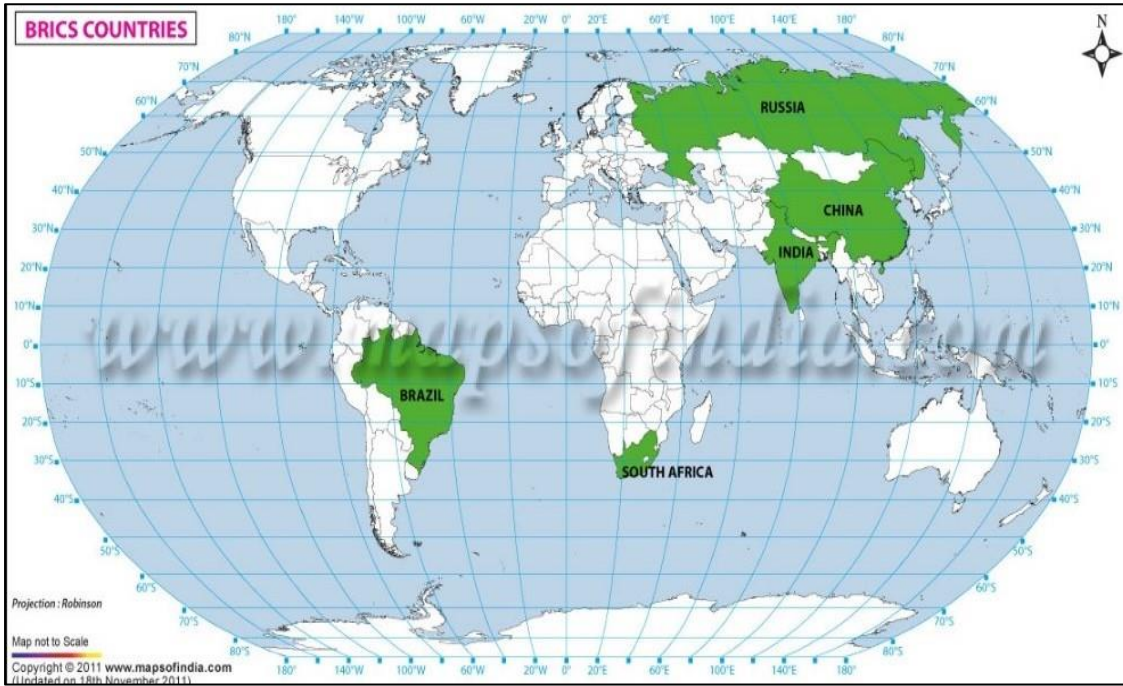 BRICS COUNTRIES
180° 140°W 100°W 60°W 20°W 0° 20°E 60°E 100°E 140°E 180°
N
80°N 80°N
70°N 70°N
60°N 60°N
RUSSIA
50°N 50°N
40°N 40°N
CHINA
30°N 30°N
INDIA
20°N 20°N
10°N 10°N
www.mapsofindia.com
0° 0°
10°S 10°S
BRAZIL
20°S 20°S
30°S 30°S
SOUTH AFRICA
40°S 40°S
50°S 50°S
60°S 60°S
Projection : Robinson
70°S 70°S
Map not to Scale
80°S 80°S
Copyright © 2011 www.mapsofindia.com
180° 140°W 100°W 60°W 20°W 0° 20°E 60°E 100°E 140°E 180°
(Updated on 18th November 2011)